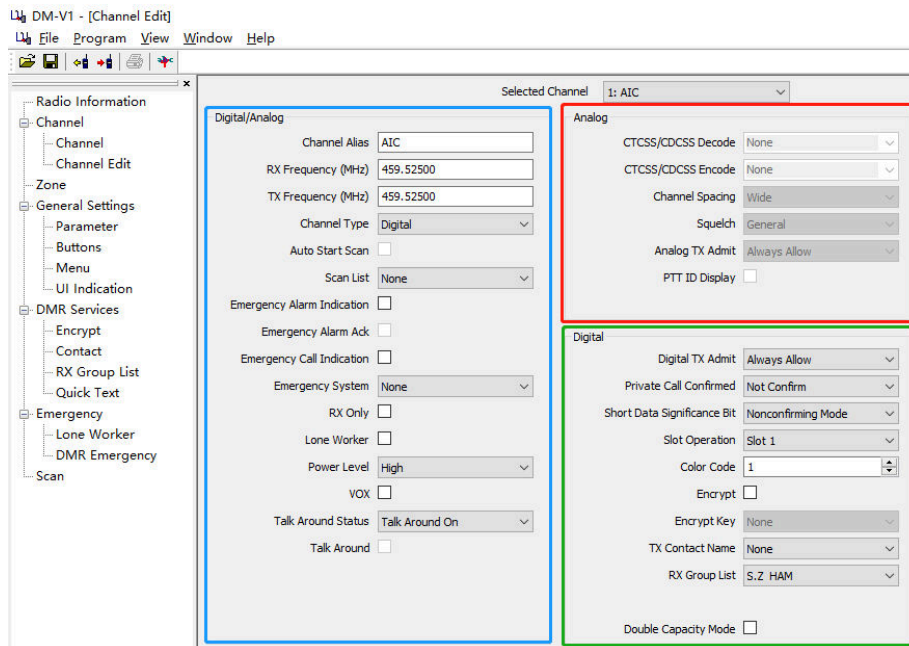 DM-V1 - [Channel Edit]
File Program View Window Help
Radio Information
Channel
Channel
Channel Edit
Zone
General Settings
Parameter
Buttons
Menu
UI Indication
DMR Services
Encrypt
Contact
RX Group List
Quick Text
Emergency
Lone Worker
DMR Emergency
Scan
Selected Channel 1: AIC
Digital/Analog
Channel Alias AIC
RX Frequency (MHz) 459.52500
TX Frequency (MHz) 459.52500
Channel Type Digital
Auto Start Scan
Scan List None
Emergency Alarm Indication
Emergency Alarm Ack
Emergency Call Indication
Emergency System None
RX Only
Lone Worker
Power Level High
VOX
Talk Around Status Talk Around On
Talk Around
Analog
CTCSS/CDCSS Decode None
CTCSS/CDCSS Encode None
Channel Spacing Wide
Squelch General
Analog TX Admit Always Allow
PTT ID Display
Digital
Digital TX Admit Always Allow
Private Call Confirmed Not Confirm
Short Data Significance Bit Nonconfirming Mode
Slot Operation Slot 1
Color Code 1
Encrypt
Encrypt Key None
TX Contact Name None
RX Group List S.Z HAM
Double Capacity Mode